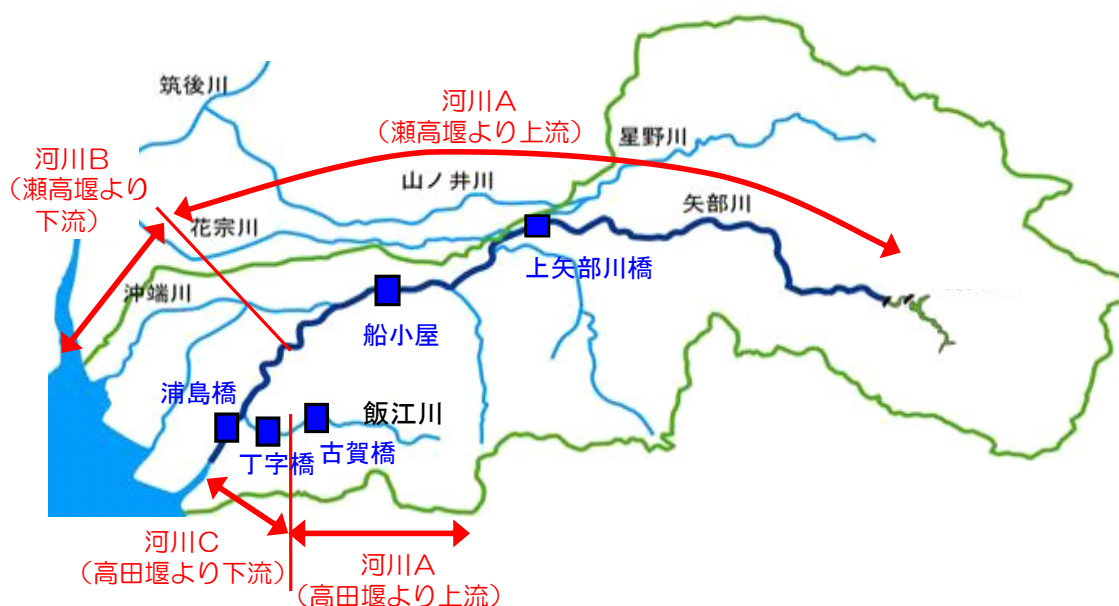 筑後川
河川A
（瀬高堰より上流）
星野川
河川B
（瀬高堰より
下流）
山ノ井川
矢部川
花宗川
上矢部川橋
沖端川
船小屋
浦島橋
飯江川
丁字橋
古賀橋
河川C
（高田堰より下流）
河川A
（高田堰より上流）